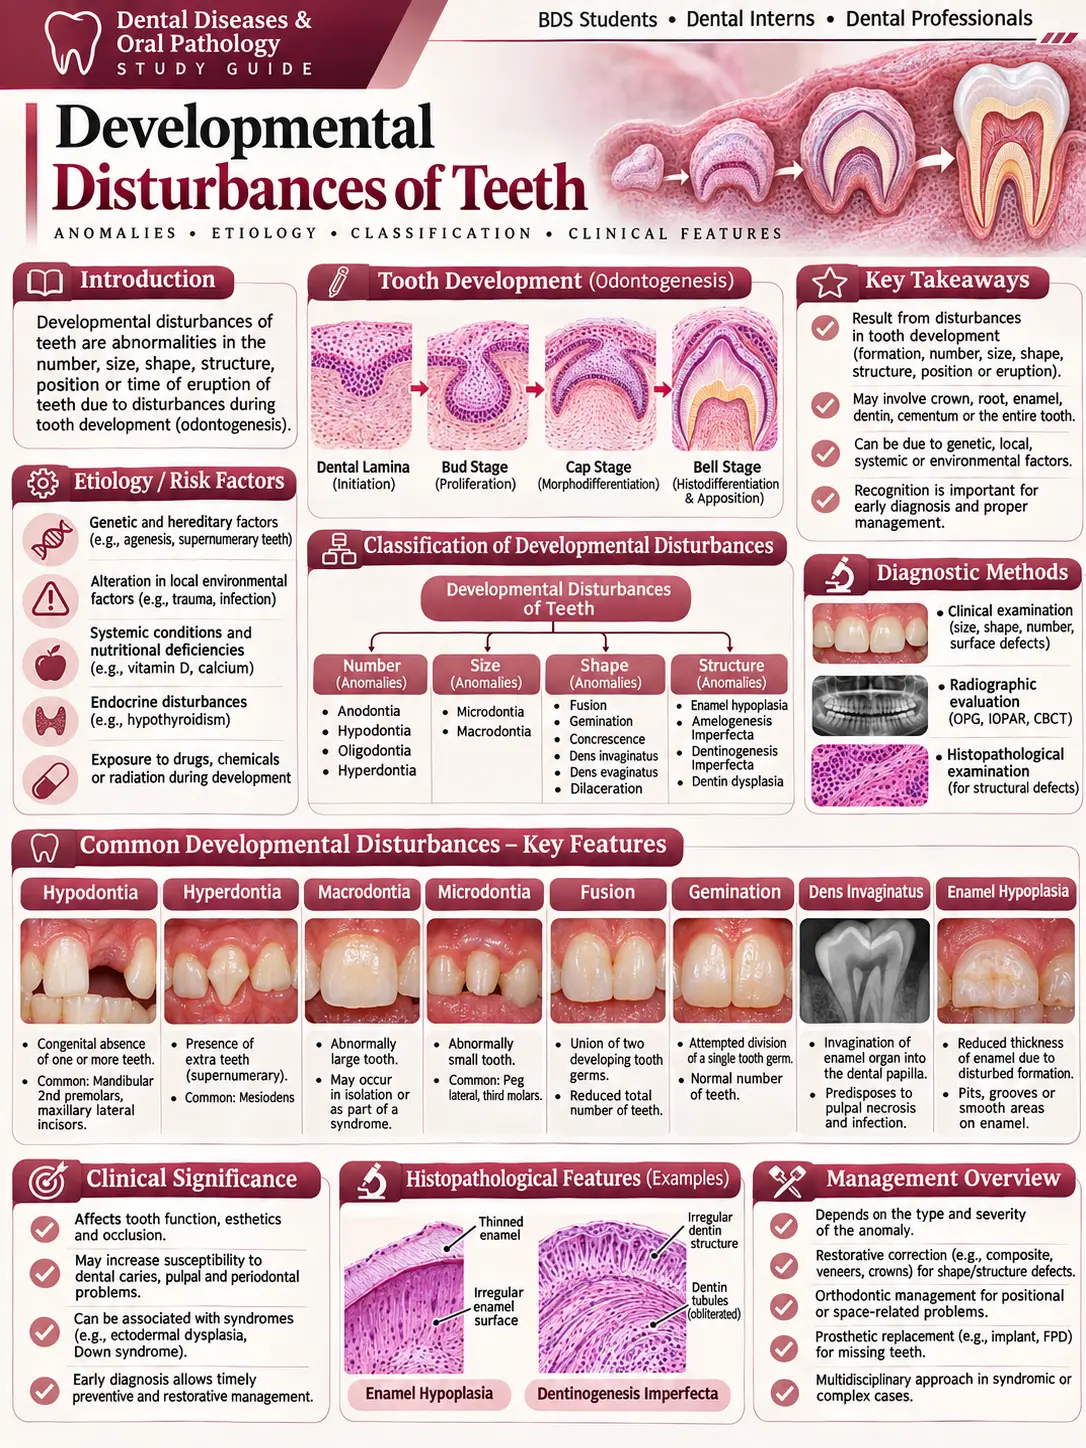 Dental Diseases &
Oral Pathology
STUDY GUIDE
BDS Students • Dental Interns • Dental Professionals
Developmental
Disturbances of Teeth
ANOMALIES • ETIOLOGY • CLASSIFICATION • CLINICAL FEATURES
Introduction
Developmental disturbances of
teeth are abnormalities in the
number, size, shape, structure,
position or time of eruption of
teeth due to disturbances during
tooth development (odontogenesis).
Etiology / Risk Factors
Genetic and hereditary factors
(e.g., agenesis, supernumerary teeth)
Alteration in local environmental
factors (e.g., trauma, infection)
Systemic conditions and
nutritional deficiencies
(e.g., vitamin D, calcium)
Endocrine disturbances
(e.g., hypothyroidism)
Exposure to drugs, chemicals
or radiation during development
Tooth Development (Odontogenesis)
Dental Lamina
(Initiation)
Bud Stage
(Proliferation)
Cap Stage
(Morphodifferentiation)
Bell Stage
(Histodifferentiation
& Apposition)
Classification of Developmental Disturbances
Developmental Disturbances
of Teeth
Number
(Anomalies)
• Anodontia
• Hypodontia
• Oligodontia
• Hyperdontia
Size
(Anomalies)
• Microdontia
• Macrodontia
Shape
(Anomalies)
• Fusion
• Gemination
• Concrescence
• Dens invaginatus
• Dens evaginatus
• Dilaceration
Structure
(Anomalies)
• Enamel hypoplasia
• Amelogenesis
Imperfecta
• Dentinogenesis
Imperfecta
• Dentin dysplasia
Key Takeaways
Result from disturbances
in tooth development
(formation, number, size, shape,
structure, position or eruption).
May involve crown, root, enamel,
dentin, cementum or the entire tooth.
Can be due to genetic, local,
systemic or environmental factors.
Recognition is important for
early diagnosis and proper
management.
Diagnostic Methods
• Clinical examination
(size, shape, number,
surface defects)
• Radiographic
evaluation
(OPG, IOPAR, CBCT)
• Histopathological
examination
(for structural defects)
Common Developmental Disturbances – Key Features
Hypodontia
• Congenital absence
of one or more teeth.
• Common: Mandibular
2nd premolars,
maxillary lateral
incisors.
Hyperdontia
• Presence of
extra teeth
(supernumerary).
• Common: Mesiodens
Macrodontia
• Abnormally
large tooth.
• May occur
in isolation or
as part of a
syndrome.
Microdontia
• Abnormally
small tooth.
• Common: Peg
lateral, third molars.
Fusion
• Union of two
developing tooth
germs.
• Reduced total
number of teeth.
Gemination
• Attempted division
of a single tooth germ.
• Normal number
of teeth.
Dens Invaginatus
• Invagination of
enamel organ into
the dental papilla.
• Predisposes to
pulpal necrosis
and infection.
Enamel Hypoplasia
• Reduced thickness
of enamel due to
disturbed formation.
• Pits, grooves or
smooth areas
on enamel.
Clinical Significance
Affects tooth function, esthetics
and occlusion.
May increase susceptibility to
dental caries, pulpal and periodontal
problems.
Can be associated with syndromes
(e.g., ectodermal dysplasia,
Down syndrome).
Early diagnosis allows timely
preventive and restorative management.
Histopathological Features (Examples)
Thinned
enamel
Irregular
enamel
surface
Enamel Hypoplasia
Irregular
dentin
structure
Dentin
tubules
(obliterated)
Dentinogenesis Imperfecta
Management Overview
Depends on the type and severity
of the anomaly.
Restorative correction (e.g., composite,
veneers, crowns) for shape/structure defects.
Orthodontic management for positional
or space-related problems.
Prosthetic replacement (e.g., implant, FPD)
for missing teeth.
Multidisciplinary approach in syndromic or
complex cases.